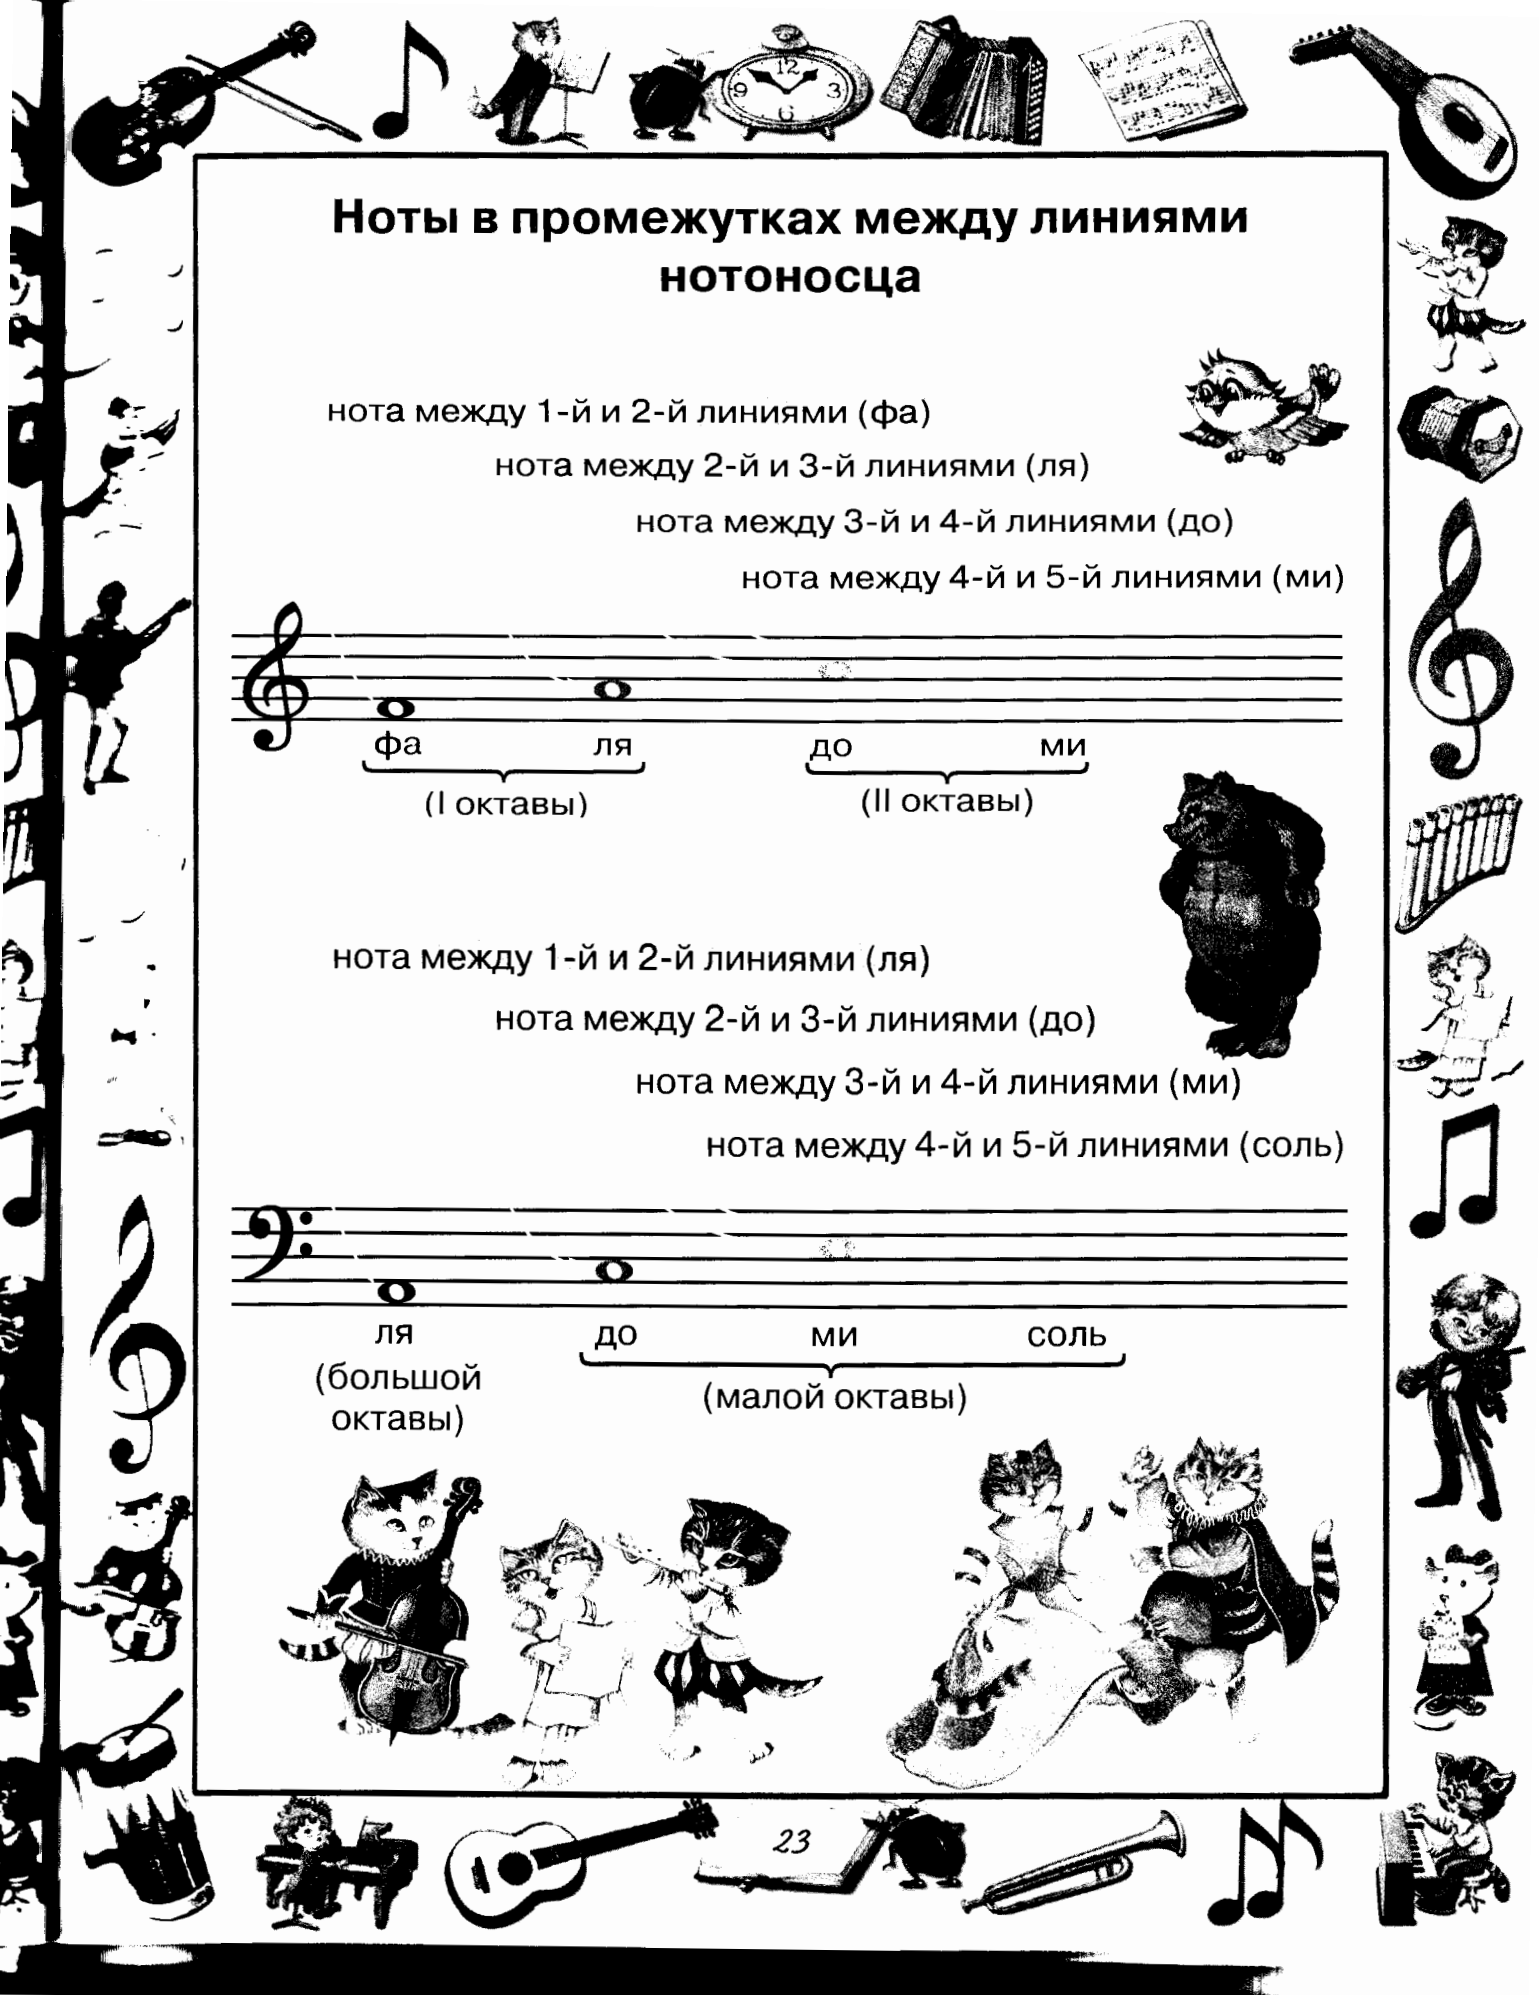 12
9 3
6
Ноты в промежутках между линиями
нотоносца
нота между 1-й и 2-й линиями (фа)
нота между 2-й и 3-й линиями (ля)
нота между 3-й и 4-й линиями (до)
нота между 4-й и 5-й линиями (ми)
фа ля до ми
(I октавы) (II октавы)
нота между 1-й и 2-й линиями (ля)
нота между 2-й и 3-й линиями (до)
нота между 3-й и 4-й линиями (ми)
нота между 4-й и 5-й линиями (соль)
ля до ми соль
(большой
октавы)
(малой октавы)
23